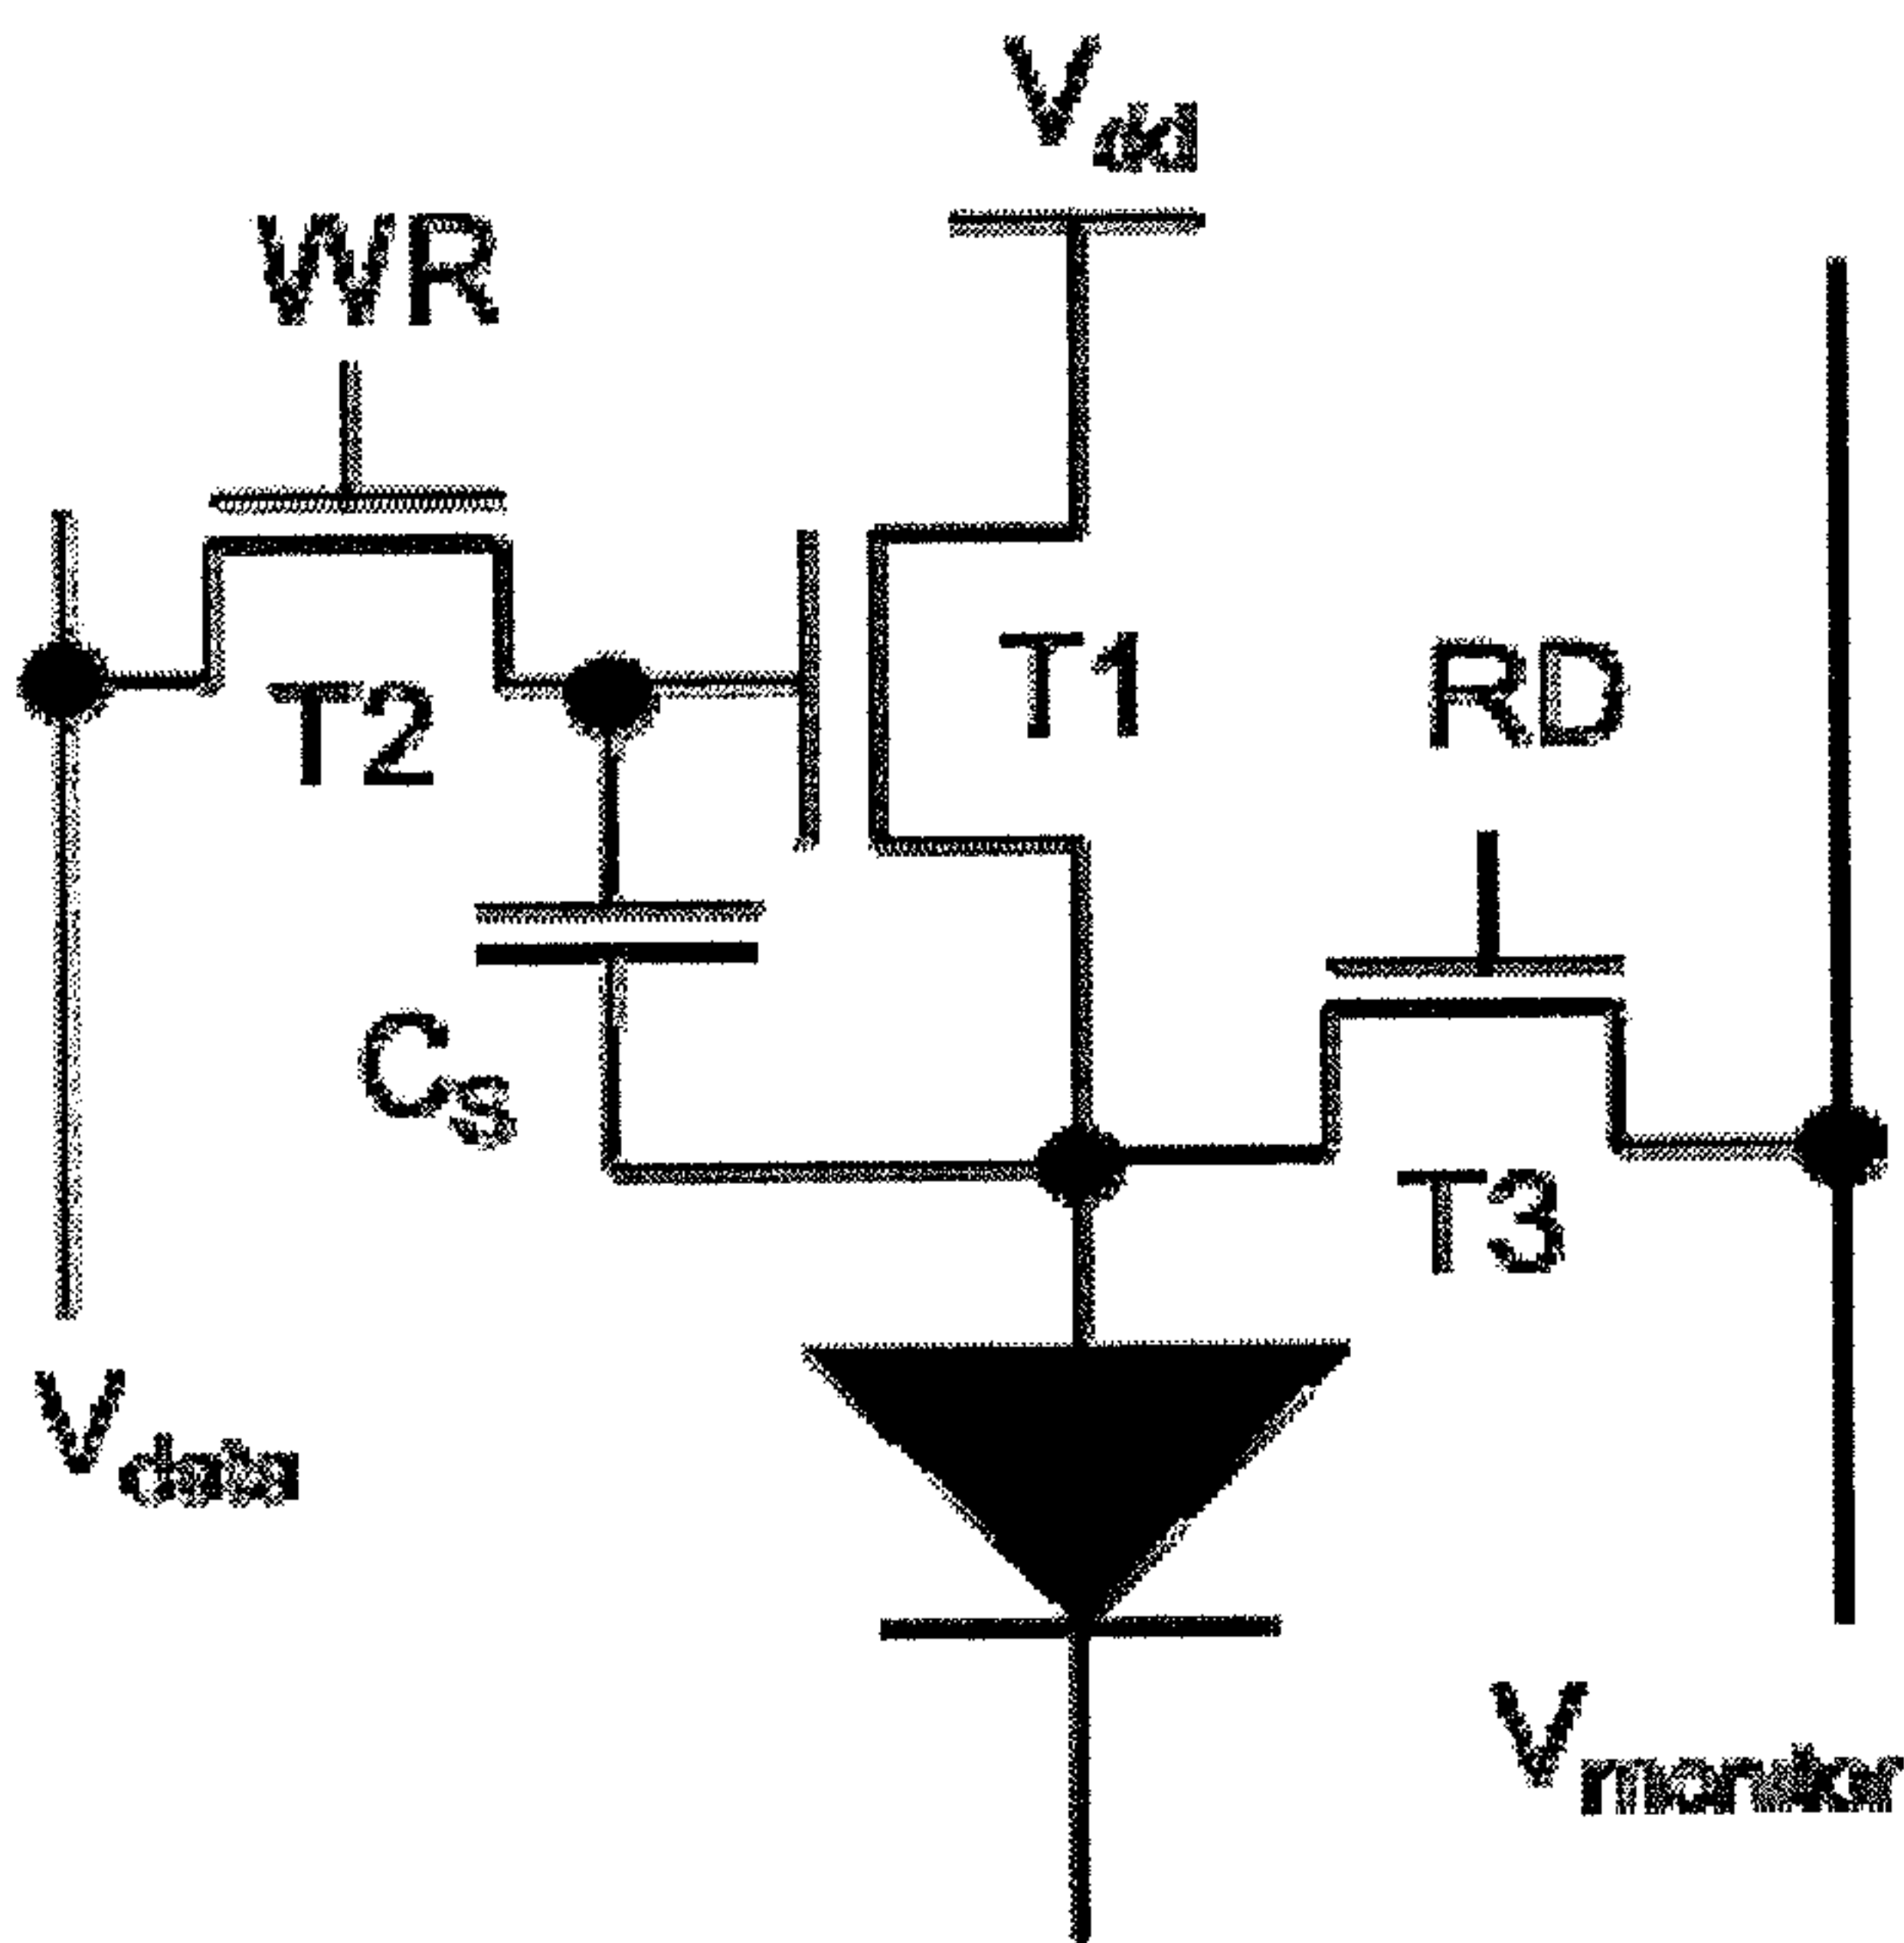 Vdd
WR
T1
RD
T2
CS
T3
Vdata
Vmonitor